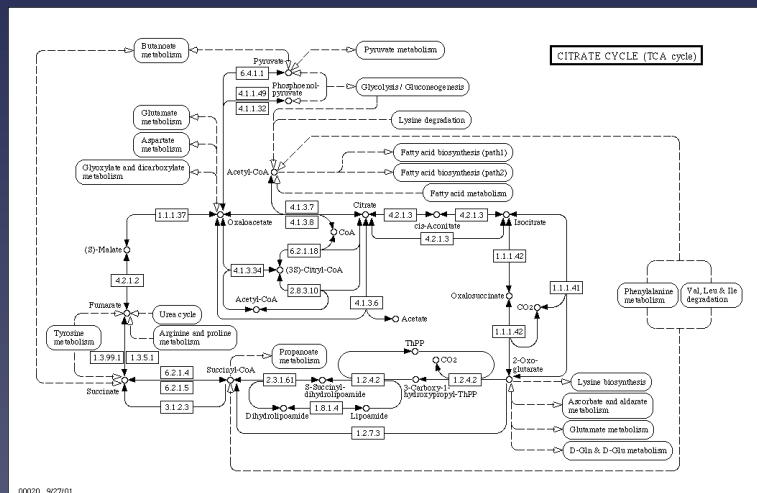 Butanoate
metabolism
Pyruvate metabolism
CITRATE CYCLE (TCA cycle)
Pyruvate
6.4.1.1
Phosphoenol-
pyruvate
4.1.1.49
4.1.1.32
Glycolysis / Gluconeogenesis
Glutamate
metabolism
Lysine degradation
Aspartate
metabolism
Fatty acid biosynthesis (path1)
Glyoxylate and dicarboxylate
metabolism
Acetyl-CoA
Fatty acid biosynthesis (path2)
Fatty acid metabolism
1.1.1.37
Oxaloacetate
4.1.3.7
4.1.3.8
Citrate
4.2.1.3
cis-Aconitate
4.2.1.3
Isocitrate
4.2.1.3
CoA
(S)-Malate
6.2.1.18
4.1.3.34
(3S)-Citryl-CoA
1.1.1.42
4.2.1.2
2.8.3.10
Acetyl-CoA
4.1.3.6
Oxalosuccinate
1.1.1.41
Phenylalanine
metabolism
Val, Leu & Ile
degradation
CO2
Fumarate
Urea cycle
Acetate
Tyrosine
metabolism
Arginine and proline
metabolism
1.1.1.42
1.3.99.1
1.3.5.1
Propanoate
metabolism
ThPP
CO2
2-Oxo-
glutarate
6.2.1.4
6.2.1.5
Succinate
Succinyl-CoA
2.3.1.61
S-Succinyl-
dihydrolipoamide
1.2.4.2
3-Carboxy-1-
hydroxypropyl-ThPP
1.2.4.2
Lysine biosynthesis
3.1.2.3
Dihydrolipoamide
1.8.1.4
Lipoamide
Ascorbate and aldarate
metabolism
1.2.7.3
Glutamate metabolism
D-Gln & D-Glu metabolism
00020 9/27/01